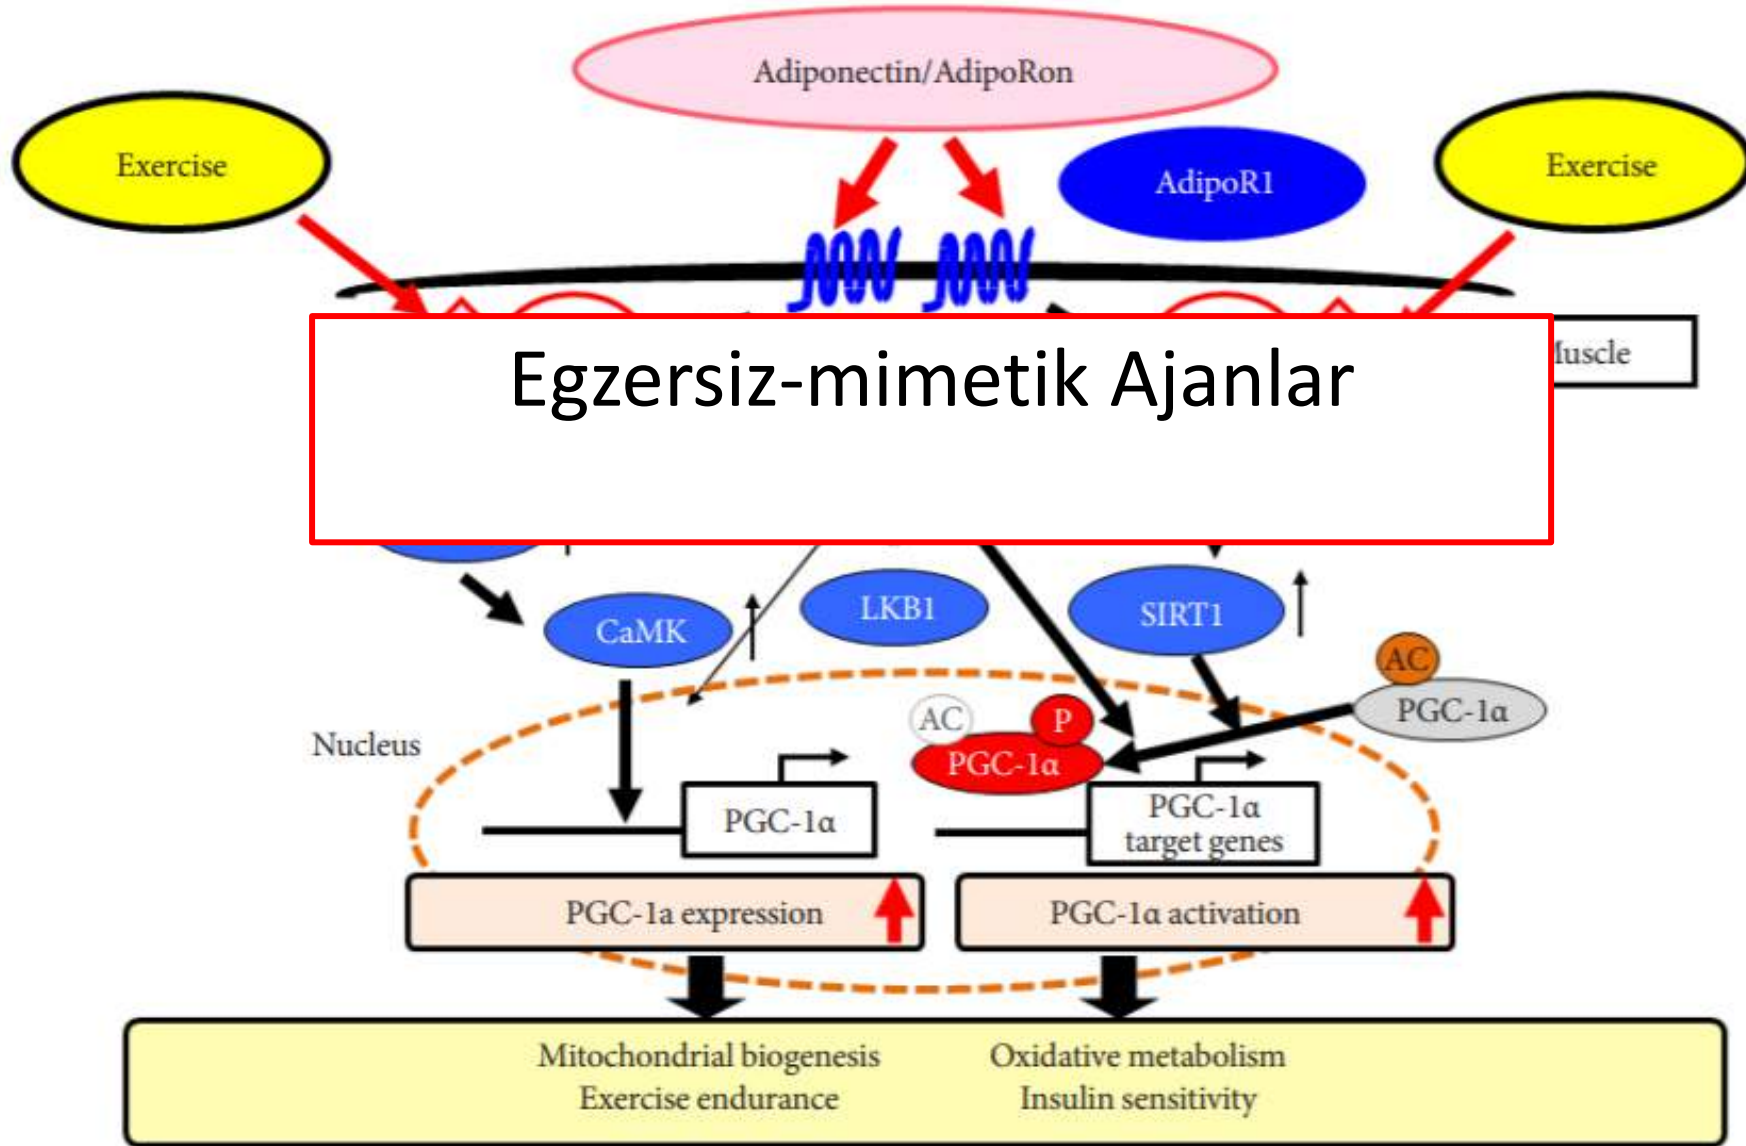 Adiponectin/AdipoRon
Exercise
AdipoR1
Exercise
Egzersiz-mimetik Ajanlar
LKB1
SIRT1
CaMK
AC
PGC-1α
AC
P
PGC-1α
Nucleus
PGC-1α
PGC-1α
target genes
PGC-1a expression
PGC-1α activation
Mitochondrial biogenesis
Oxidative metabolism
Exercise endurance
Insulin sensitivity